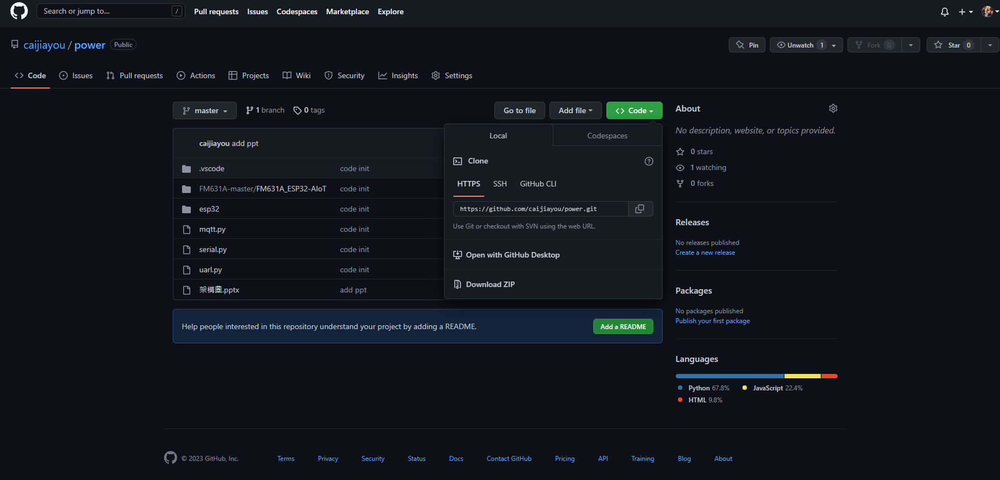 Search or jump to... /
Pull requests Issues Codespaces Marketplace Explore
caijiayou / power Public
Pin Unwatch 1 Fork 0 Star 0
Code Issues Pull requests Actions Projects Wiki Security Insights Settings
master 1 branch 0 tags Go to file Add file Code
caijiayou add ppt
.vscode code init
FM631A-master/FM631A_ESP32-AIoT code init
esp32 code init
mqtt.py code init
serial.py code init
uarl.py code init
架構圖.pptx add ppt
Local Codespaces
Clone
HTTPS SSH GitHub CLI
https://github.com/caijiayou/power.git
Use Git or checkout with SVN using the web URL.
Open with GitHub Desktop
Download ZIP
Help people interested in this repository understand your project by adding a README. Add a README
About
No description, website, or topics provided.
0 stars
1 watching
0 forks
Releases
No releases published
Create a new release
Packages
No packages published
Publish your first package
Languages
Python 67.8% JavaScript 22.4%
HTML 9.8%
© 2023 GitHub, Inc. Terms Privacy Security Status Docs Contact GitHub Pricing API Training Blog About